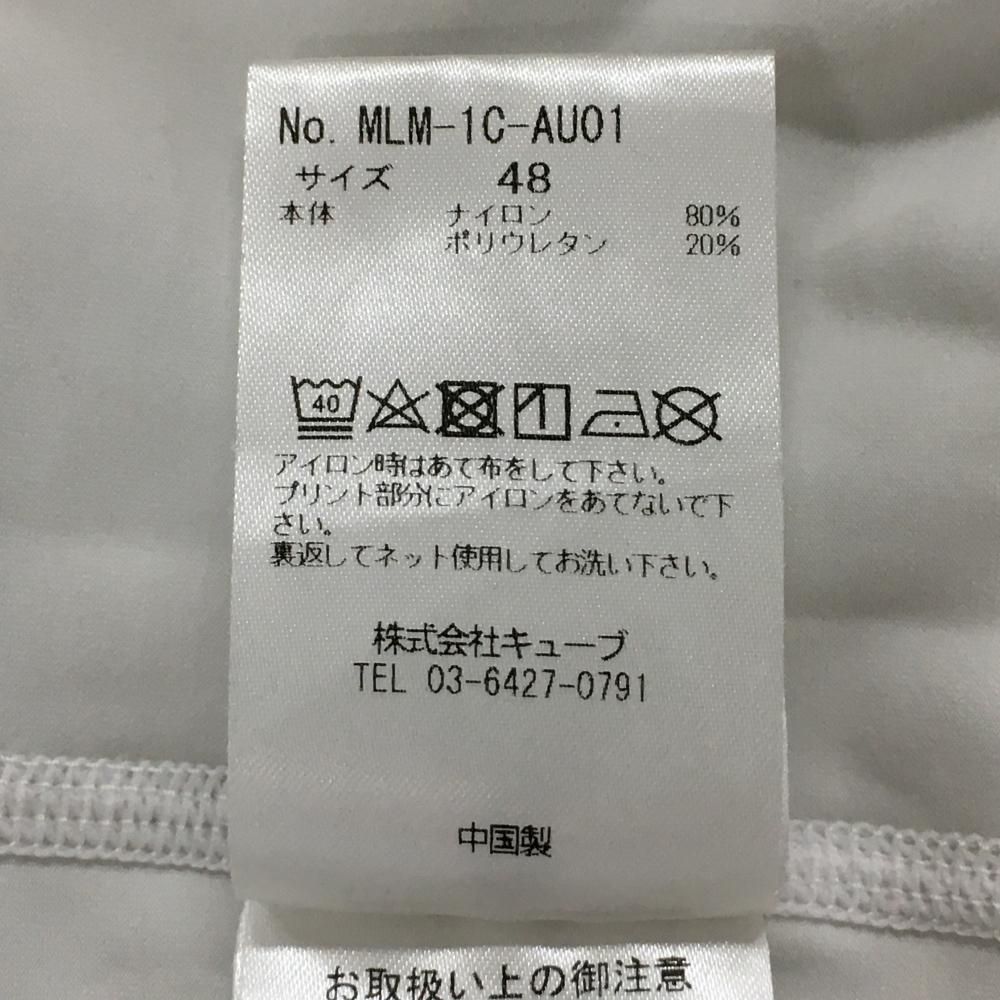 No. MLM-1C-AU01
サイズ 48
本体 ナイロン 80%
ポリウレタン 20%
40
アイロン時はあて布をして下さい。
プリント部分にアイロンをあてないで下
さい。
裏返してネット使用してお洗い下さい。
株式会社キューブ
TEL 03-6427-0791
中国製
お取扱い上の御注意